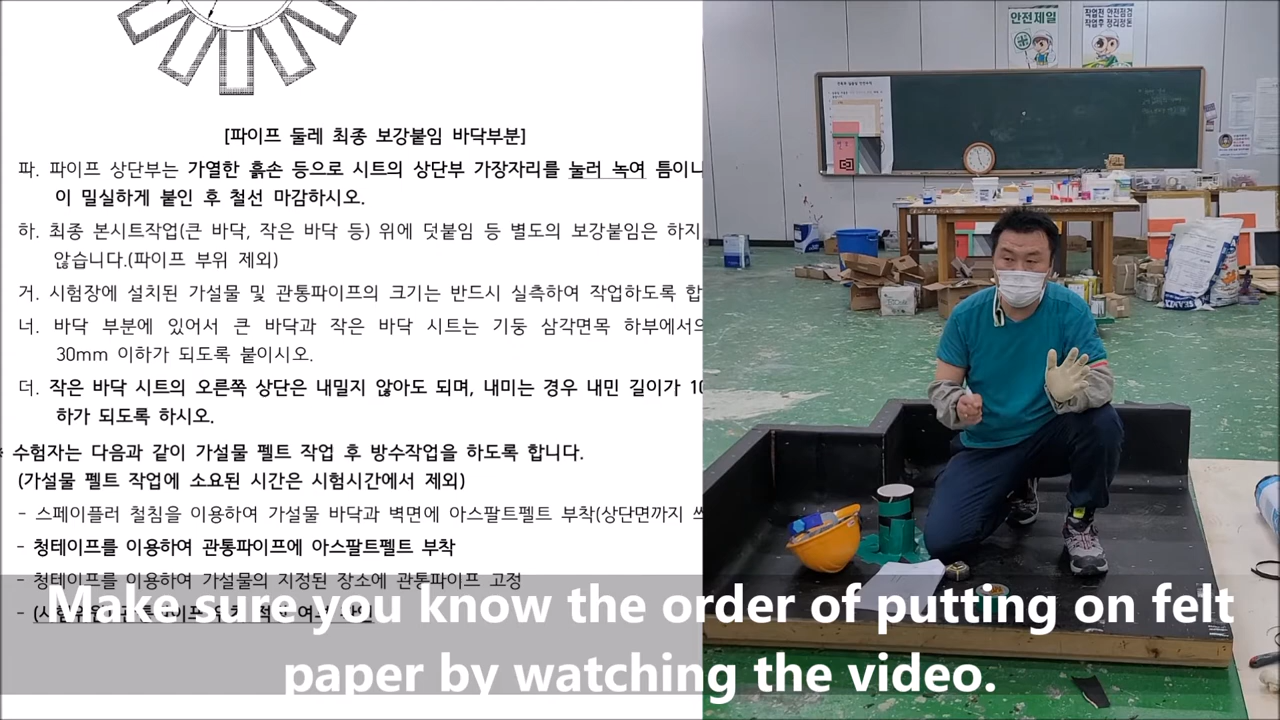 [파이프 둘레 최종 보강붙임 바닥부분]
파. 파이프 상단부는 가열한 흙손 등으로 시트의 상단부 가장자리를 눌러 녹여 틈이
이 밀실하게 붙인 후 철선 마감하시오.
하. 최종 본시트작업(큰 바닥, 작은 바닥 등) 위에 덧붙임 등 별도의 보강붙임은 하지
않습니다.(파이프 부위 제외)
거. 시험장에 설치된 가설물 및 관통파이프의 크기는 반드시 실측하여 작업하도록 합
너. 바닥 부분에 있어서 큰 바닥과 작은 바닥 시트는 기둥 삼각면목 하부에서
30mm 이하가 되도록 붙이시오.
더. 작은 바닥 시트의 오른쪽 상단은 내밀지 않아도 되며, 내미는 경우 내민 길이가 10
하가 되도록 하시오.
수험자는 다음과 같이 가설물 펠트 작업 후 방수작업을 하도록 합니다.
(가설물 펠트 작업에 소요된 시간은 시험시간에서 제외)
- 스페이플러 철침을 이용하여 가설물 바닥과 벽면에 아스팔트펠트 부착(상단면까지
- 청테이프를 이용하여 관통파이프에 아스팔트펠트 부착
- 청테이프를 이용하여 가설물의 지정된 장소에 관통파이프 고정
Make sure you know the order of putting on felt
paper by watching the video.
안전제일
작업전 안전점검
작업후 정리정돈